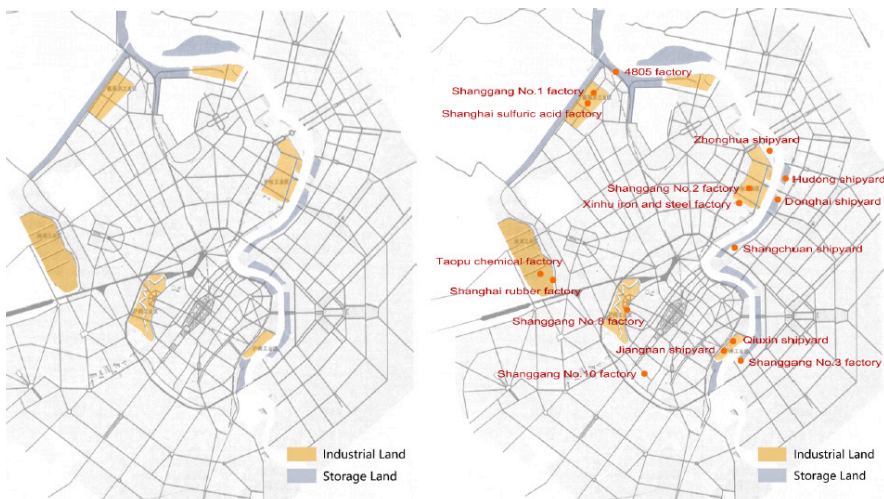 Industrial Land
Storage Land
4805 factory
Shanggang No.1 factory
Shanghai sulfuric acid factory
Zhonghua shipyard
Hudong shipyard
Shanggang No.2 factory
Donghai shipyard
Xinhu iron and steel factory
Shangchuan shipyard
Taopu chemical factory
Shanghai rubber factory
Shanggang No.8 factory
Qiuxin shipyard
Jiangnan shipyard
Shanggang No.3 factory
Shanggang No.10 factory
Industrial Land
Storage Land